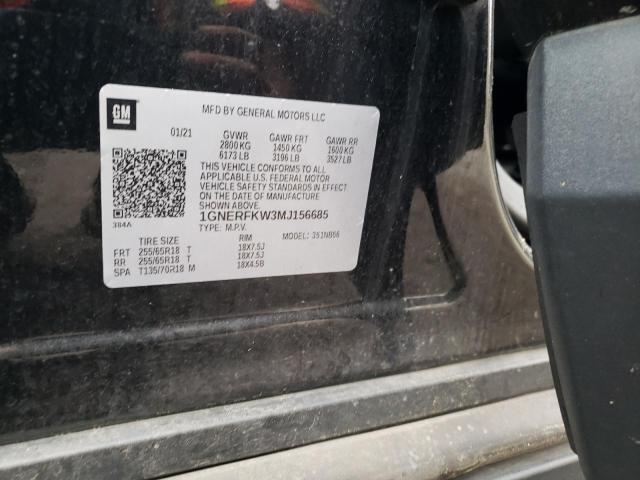 GM
MFD BY GENERAL MOTORS LLC
01/21 GVWR GAWR FRT GAWR RR
2800 KG 1450 KG 1600 KG
6173 LB 3196 LB 3527 LB
THIS VEHICLE CONFORMS TO ALL
APPLICABLE U.S. FEDERAL MOTOR
VEHICLE SAFETY STANDARDS IN EFFECT
ON THE DATE OF MANUFACTURE
SHOWN ABOVE.
1GNERFKW3MJ156685
384A
TYPE: M.P.V. MODEL: 351NB56
TIRE SIZE RIM
FRT 255/65R18 T 18X7.5J
RR 255/65R18 T 18X7.5J
SPA T135/70R18 M 18X4.5B